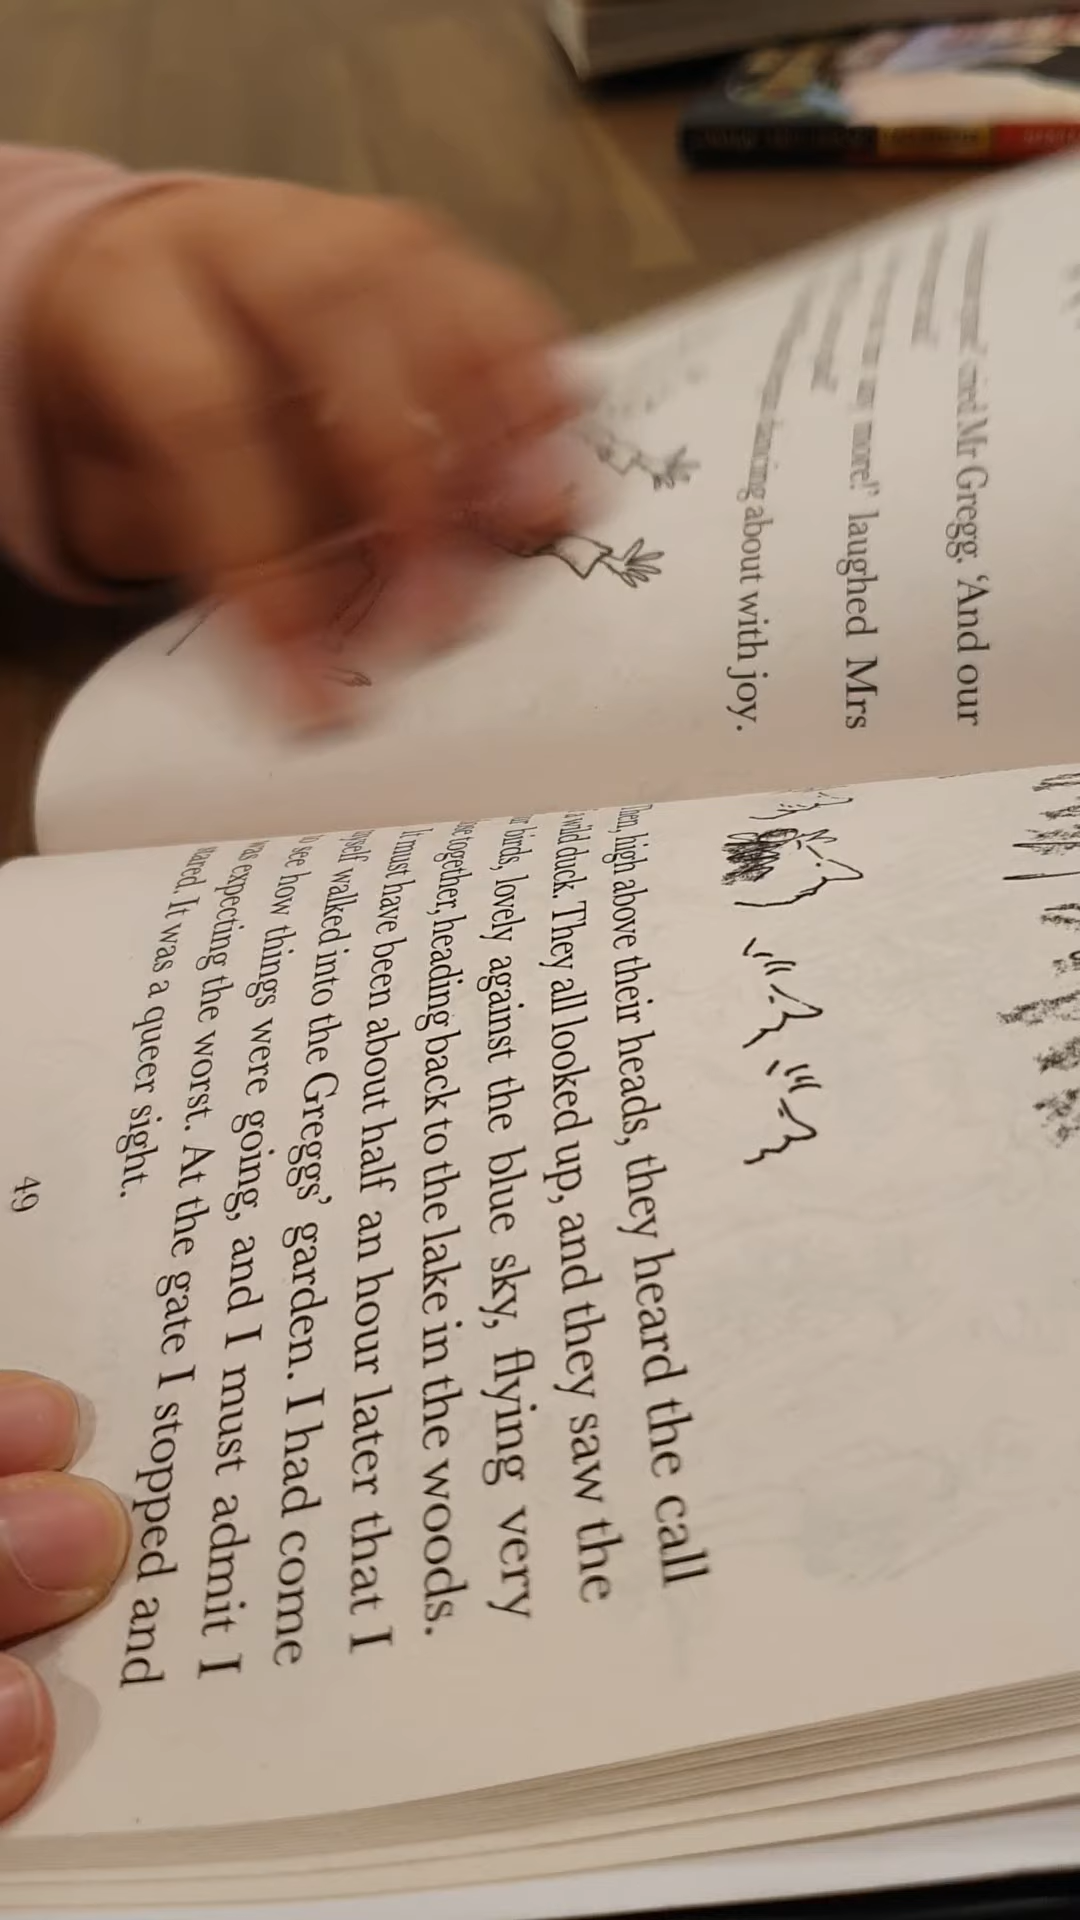 cried Mr Gregg. ‘And our
more!’ laughed Mrs
dancing about with joy.
Then, high above their heads, they heard the call
wild duck. They all looked up, and they saw the
birds, lovely against the blue sky, flying very
together, heading back to the lake in the woods.
It must have been about half an hour later that I
myself walked into the Greggs’ garden. I had come
see how things were going, and I must admit I
was expecting the worst. At the gate I stopped and
stared. It was a queer sight.
49